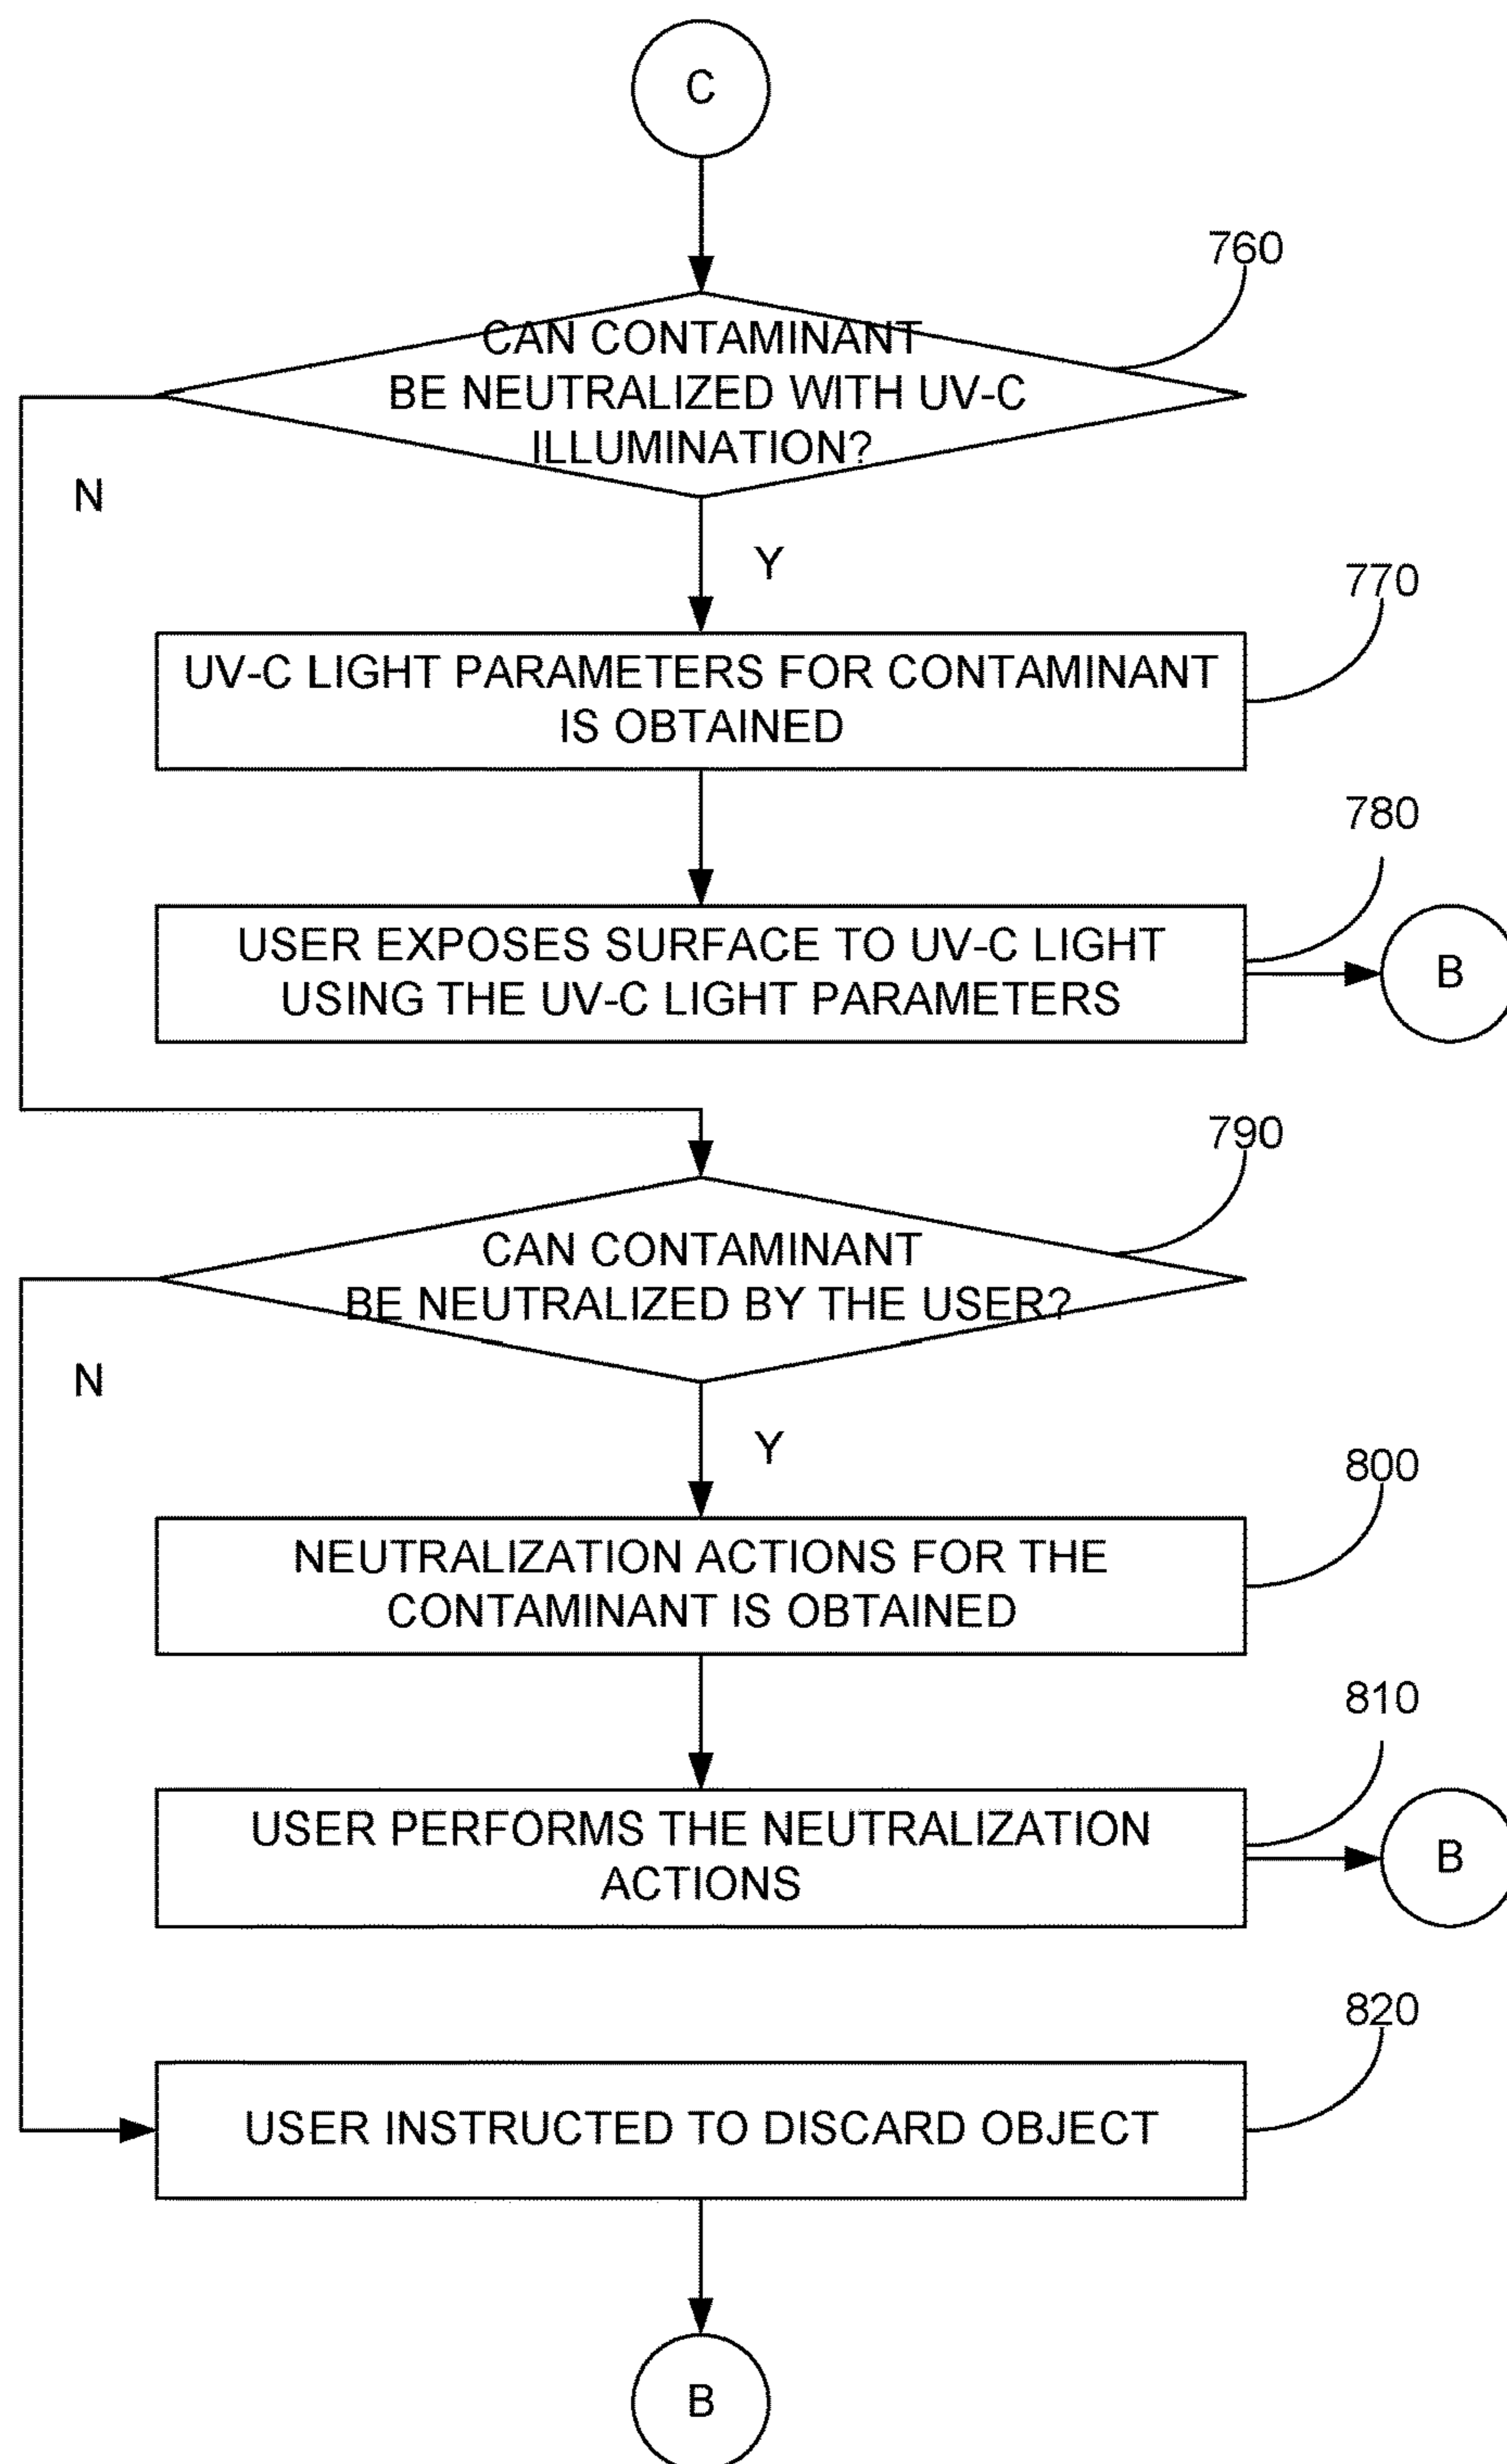 C
760
CAN CONTAMINANT
BE NEUTRALIZED WITH UV-C
ILLUMINATION?
N
Y
770
UV-C LIGHT PARAMETERS FOR CONTAMINANT
IS OBTAINED
780
USER EXPOSES SURFACE TO UV-C LIGHT
USING THE UV-C LIGHT PARAMETERS
B
790
CAN CONTAMINANT
BE NEUTRALIZED BY THE USER?
N
Y
800
NEUTRALIZATION ACTIONS FOR THE
CONTAMINANT IS OBTAINED
810
USER PERFORMS THE NEUTRALIZATION
ACTIONS
B
820
USER INSTRUCTED TO DISCARD OBJECT
B